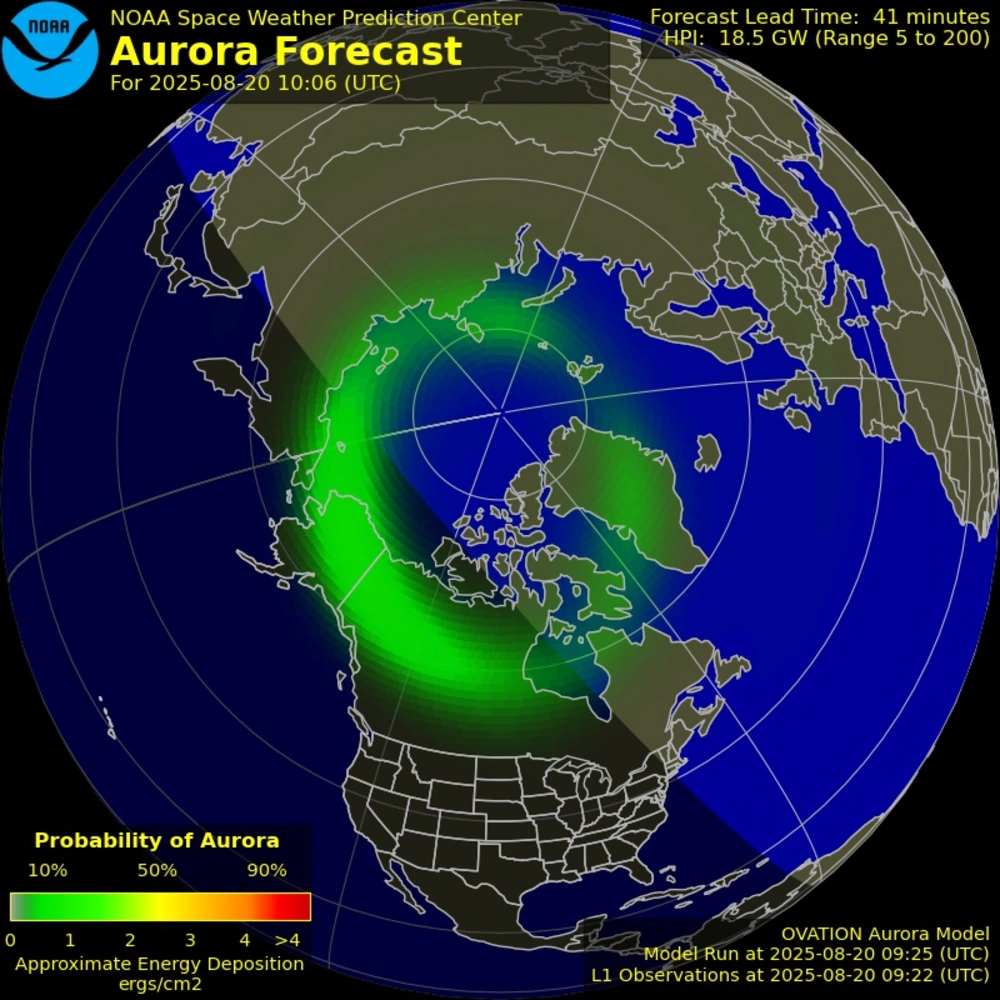 NOAA
NOAA Space Weather Prediction Center
Aurora Forecast
For 2025-08-20 10:06 (UTC)
Forecast Lead Time: 41 minutes
HPI: 18.5 GW (Range 5 to 200)
Probability of Aurora
10% 50% 90%
0 1 2 3 4 >4
Approximate Energy Deposition
ergs/cm2
OVATION Aurora Model
Model Run at 2025-08-20 09:25 (UTC)
L1 Observations at 2025-08-20 09:22 (UTC)